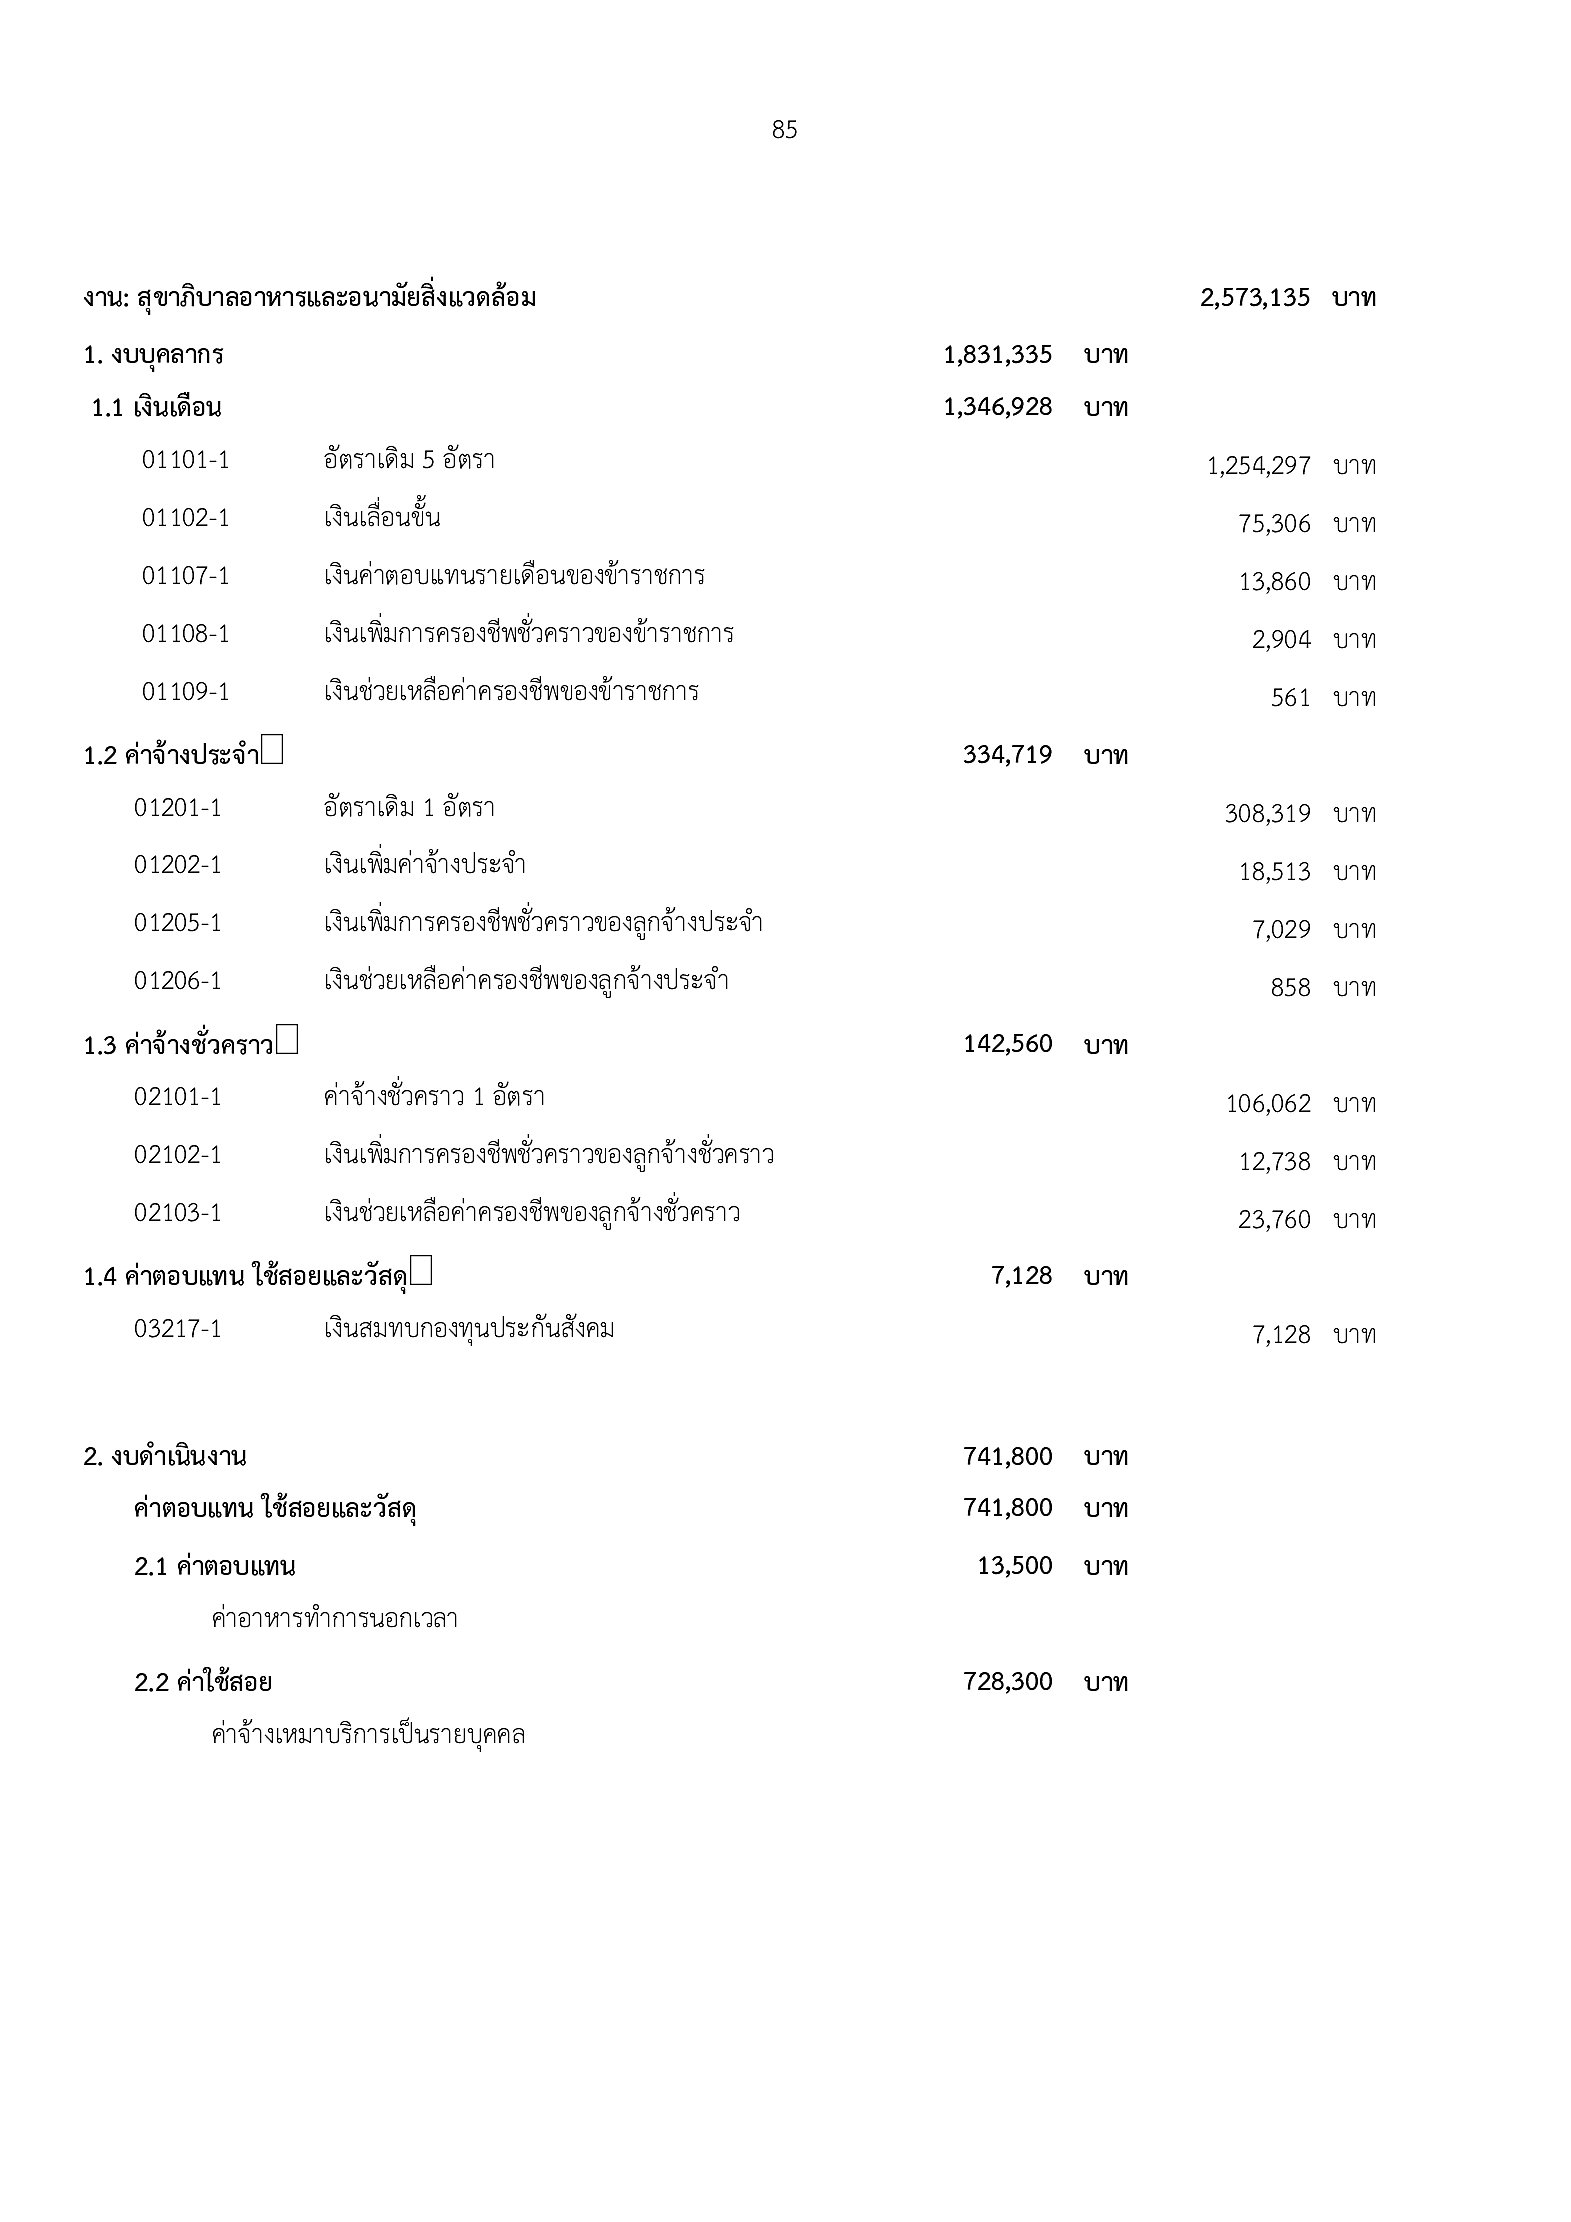 85
งาน: สุขาภิบาลอาหารและอนามัยสิ่งแวดล้อม 2,573,135 บาท
1. งบบุคลากร 1,831,335 บาท
1.1 เงินเดือน 1,346,928 บาท
01101-1 อัตราเดิม 5 อัตรา 1,254,297 บาท
01102-1 เงินเลื่อนขั้น 75,306 บาท
01107-1 เงินค่าตอบแทนรายเดือนของข้าราชการ 13,860 บาท
01108-1 เงินเพิ่มการครองชีพชั่วคราวของข้าราชการ 2,904 บาท
01109-1 เงินช่วยเหลือค่าครองชีพของข้าราชการ 561 บาท
1.2 ค่าจ้างประจำ 334,719 บาท
01201-1 อัตราเดิม 1 อัตรา 308,319 บาท
01202-1 เงินเพิ่มค่าจ้างประจำ 18,513 บาท
01205-1 เงินเพิ่มการครองชีพชั่วคราวของลูกจ้างประจำ 7,029 บาท
01206-1 เงินช่วยเหลือค่าครองชีพของลูกจ้างประจำ 858 บาท
1.3 ค่าจ้างชั่วคราว 142,560 บาท
02101-1 ค่าจ้างชั่วคราว 1 อัตรา 106,062 บาท
02102-1 เงินเพิ่มการครองชีพชั่วคราวของลูกจ้างชั่วคราว 12,738 บาท
02103-1 เงินช่วยเหลือค่าครองชีพของลูกจ้างชั่วคราว 23,760 บาท
1.4 ค่าตอบแทน ใช้สอยและวัสดุ 7,128 บาท
03217-1 เงินสมทบกองทุนประกันสังคม 7,128 บาท
2. งบดำเนินงาน 741,800 บาท
ค่าตอบแทน ใช้สอยและวัสดุ 741,800 บาท
2.1 ค่าตอบแทน 13,500 บาท
ค่าอาหารทำการนอกเวลา
2.2 ค่าใช้สอย 728,300 บาท
ค่าจ้างเหมาบริการเป็นรายบุคคล